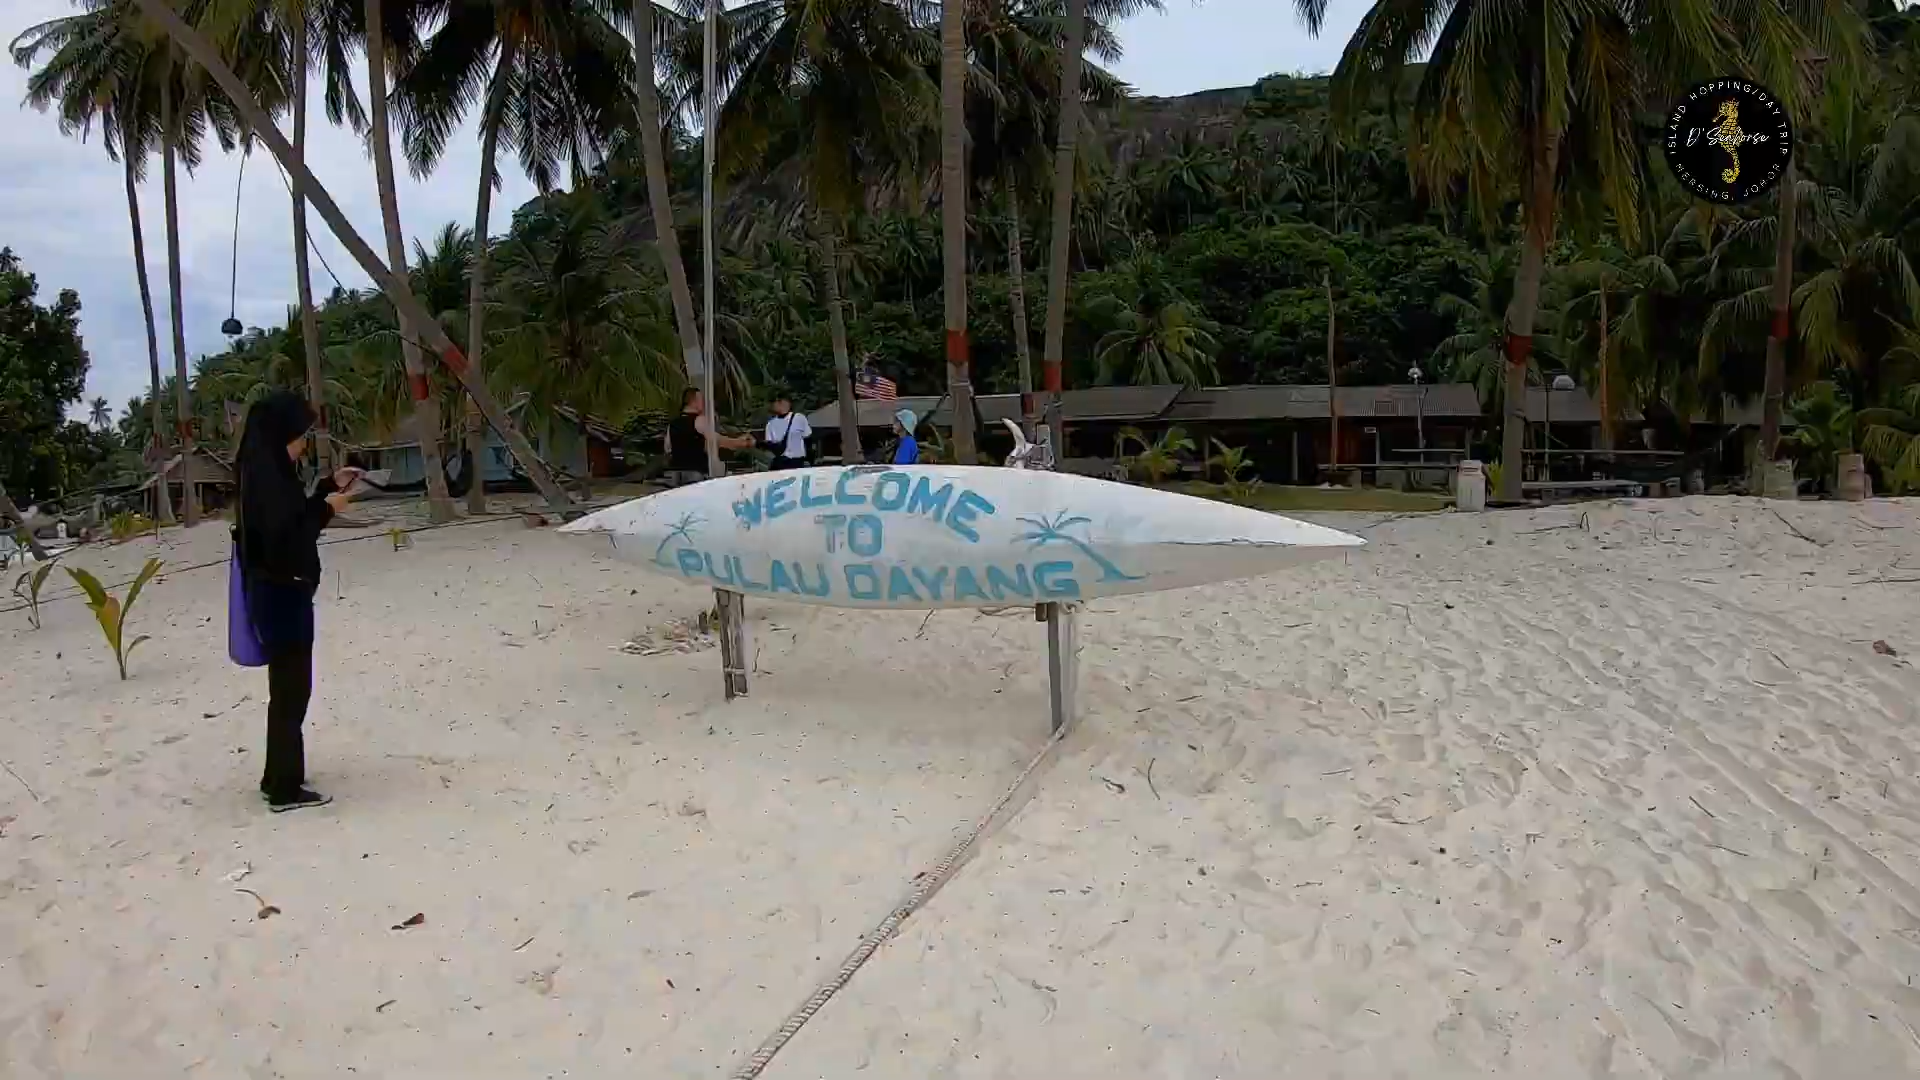 WELCOME
TO
PULAU DAYANG
ISLAND HOPPING/DAY TRIP
D'Seahorse
MERSING, JOHOR